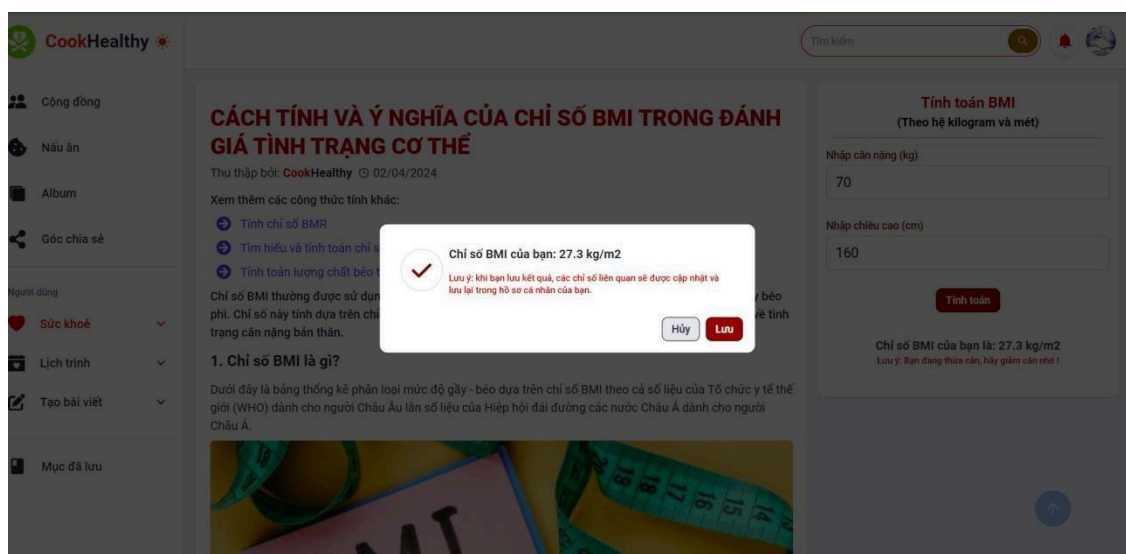 CookHealthy
Tìm kiếm
Cộng đồng
Nấu ăn
Album
Góc chia sẻ
Người dùng
Sức khoẻ
Lịch trình
Tạo bài viết
Mục đã lưu
CÁCH TÍNH VÀ Ý NGHĨA CỦA CHỈ SỐ BMI TRONG ĐÁNH
GIÁ TÌNH TRẠNG CƠ THỂ
Thu thập bởi: CookHealthy 02/04/2024
Xem thêm các công thức tính khác:
Tính chỉ số BMR
Tìm hiểu và tính toán chỉ s
Tính toán lượng chất béo t
Chỉ số BMI thường được sử dụn y béo
phì. Chỉ số này tính dựa trên chỉ về tình
trạng cân nặng bản thân.
1. Chỉ số BMI là gì?
Dưới đây là bảng thống kê phân loại mức độ gầy - béo dựa trên chỉ số BMI theo cả số liệu của Tổ chức y tế thế
giới (WHO) dành cho người Châu Âu lẫn số liệu của Hiệp hội đái đường các nước Châu Á dành cho người
Châu Á.
MI
20 19 18 17 16 15 14 13
Chỉ số BMI của bạn: 27.3 kg/m2
Lưu ý: khi bạn lưu kết quả, các chỉ số liên quan sẽ được cập nhật và
lưu lại trong hồ sơ cá nhân của bạn.
Hủy Lưu
Tính toán BMI
(Theo hệ kilogram và mét)
Nhập cân nặng (kg)
70
Nhập chiều cao (cm)
160
Tính toán
Chỉ số BMI của bạn là: 27.3 kg/m2
Lưu ý: Bạn đang thừa cân, hãy giảm cân nhé !